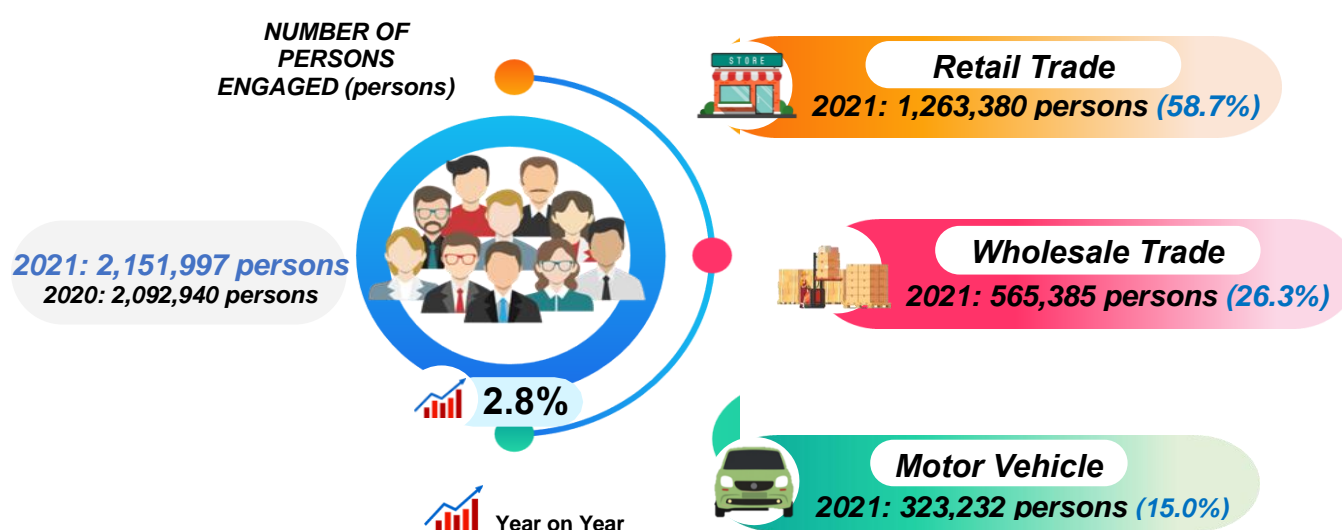 NUMBER OF
PERSONS
ENGAGED (persons)
2021: 2,151,997 persons
2020: 2,092,940 persons
2.8%
Year on Year
STORE
Retail Trade
2021: 1,263,380 persons (58.7%)
Wholesale Trade
2021: 565,385 persons (26.3%)
Motor Vehicle
2021: 323,232 persons (15.0%)